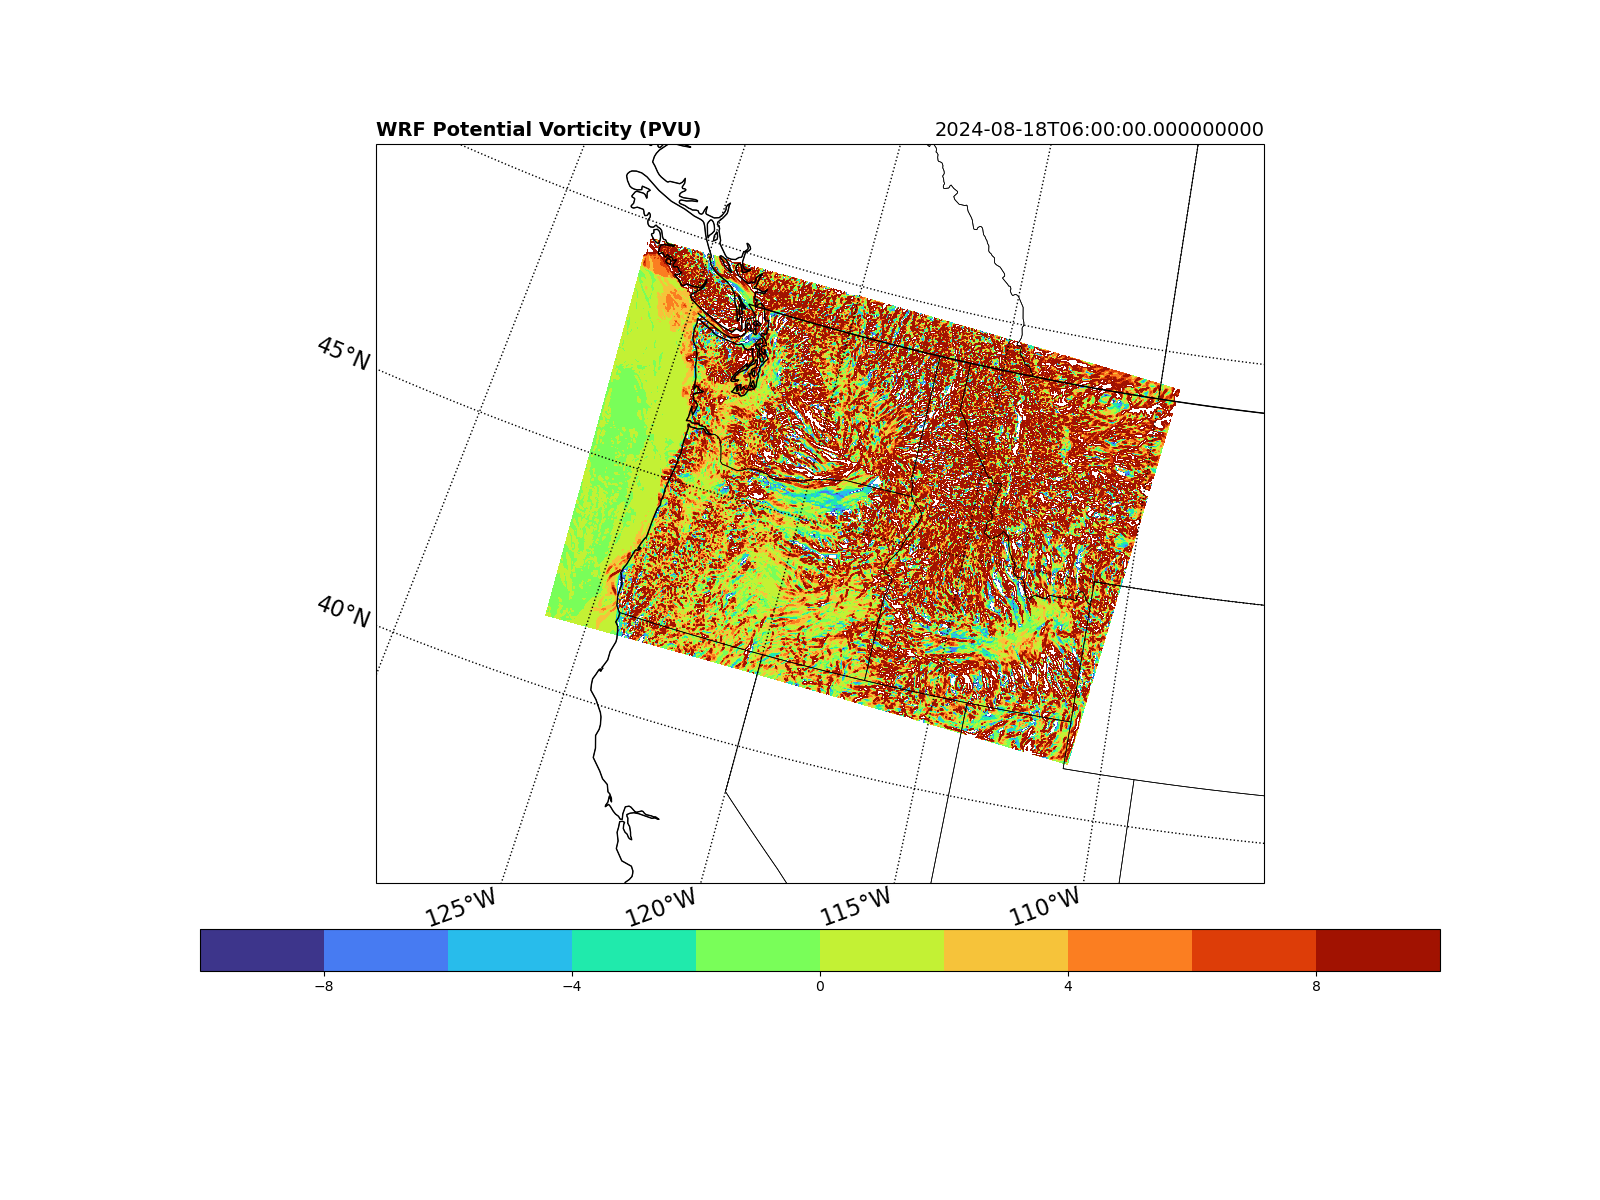 WRF Potential Vorticity (PVU)
2024-08-18T06:00:00.000000000
45°N
40°N
125°W
120°W
115°W
110°W
−8
−4
0
4
8